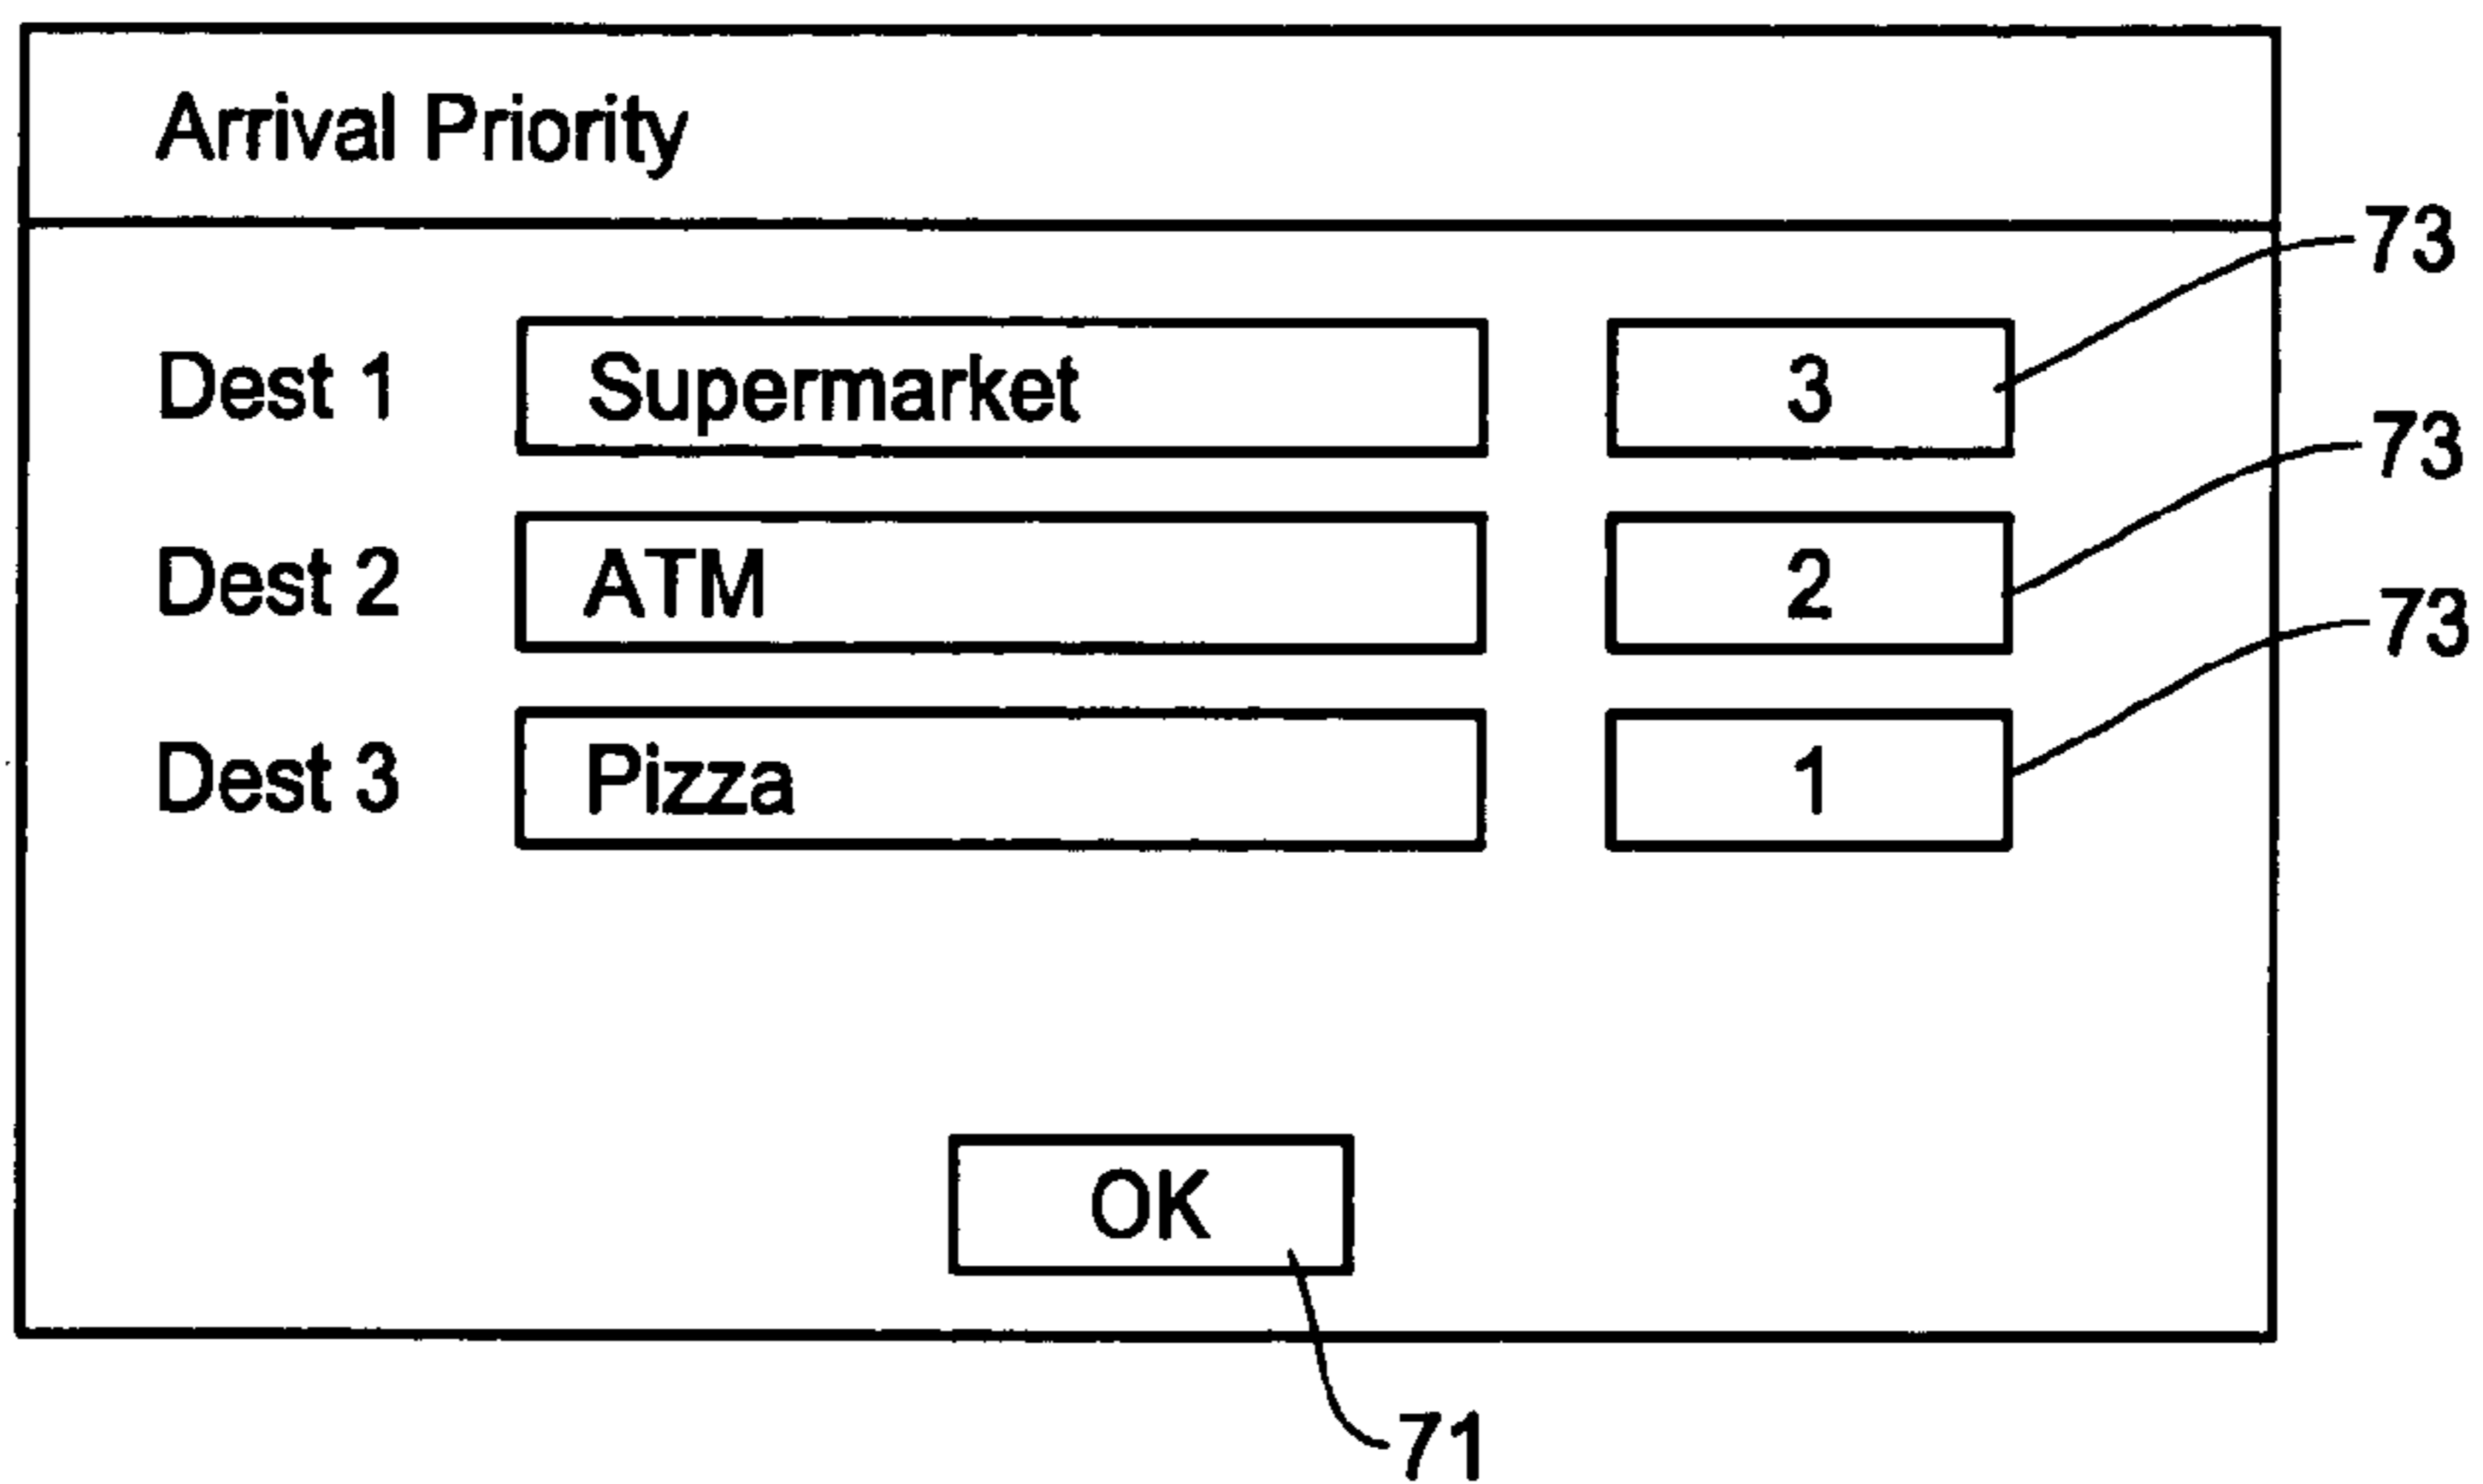 Arrival Priority
73
Dest 1 Supermarket 3
73
Dest 2 ATM 2
73
Dest 3 Pizza 1
OK
71